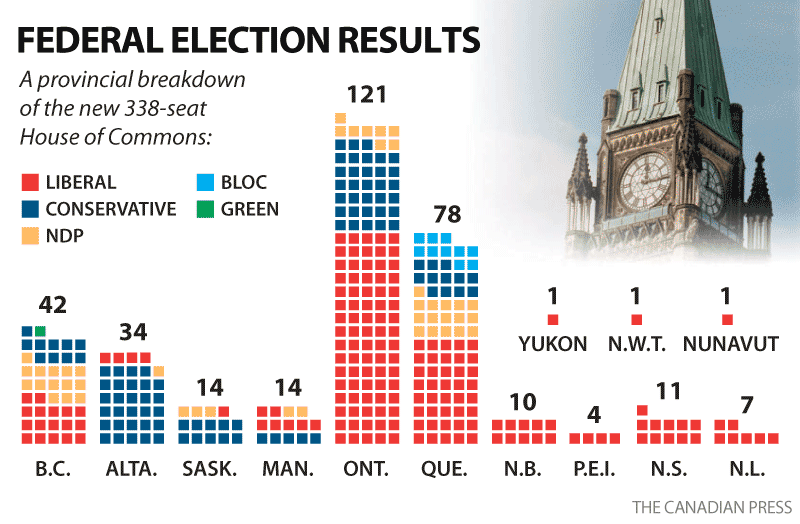 FEDERAL ELECTION RESULTS
A provincial breakdown
of the new 338-seat
House of Commons:
LIBERAL
BLOC
CONSERVATIVE
GREEN
NDP
121
78
42
34
14
14
1
1
1
YUKON
N.W.T.
NUNAVUT
10
4
11
7
B.C.
ALTA.
SASK.
MAN.
ONT.
QUE.
N.B.
P.E.I.
N.S.
N.L.
THE CANADIAN PRESS